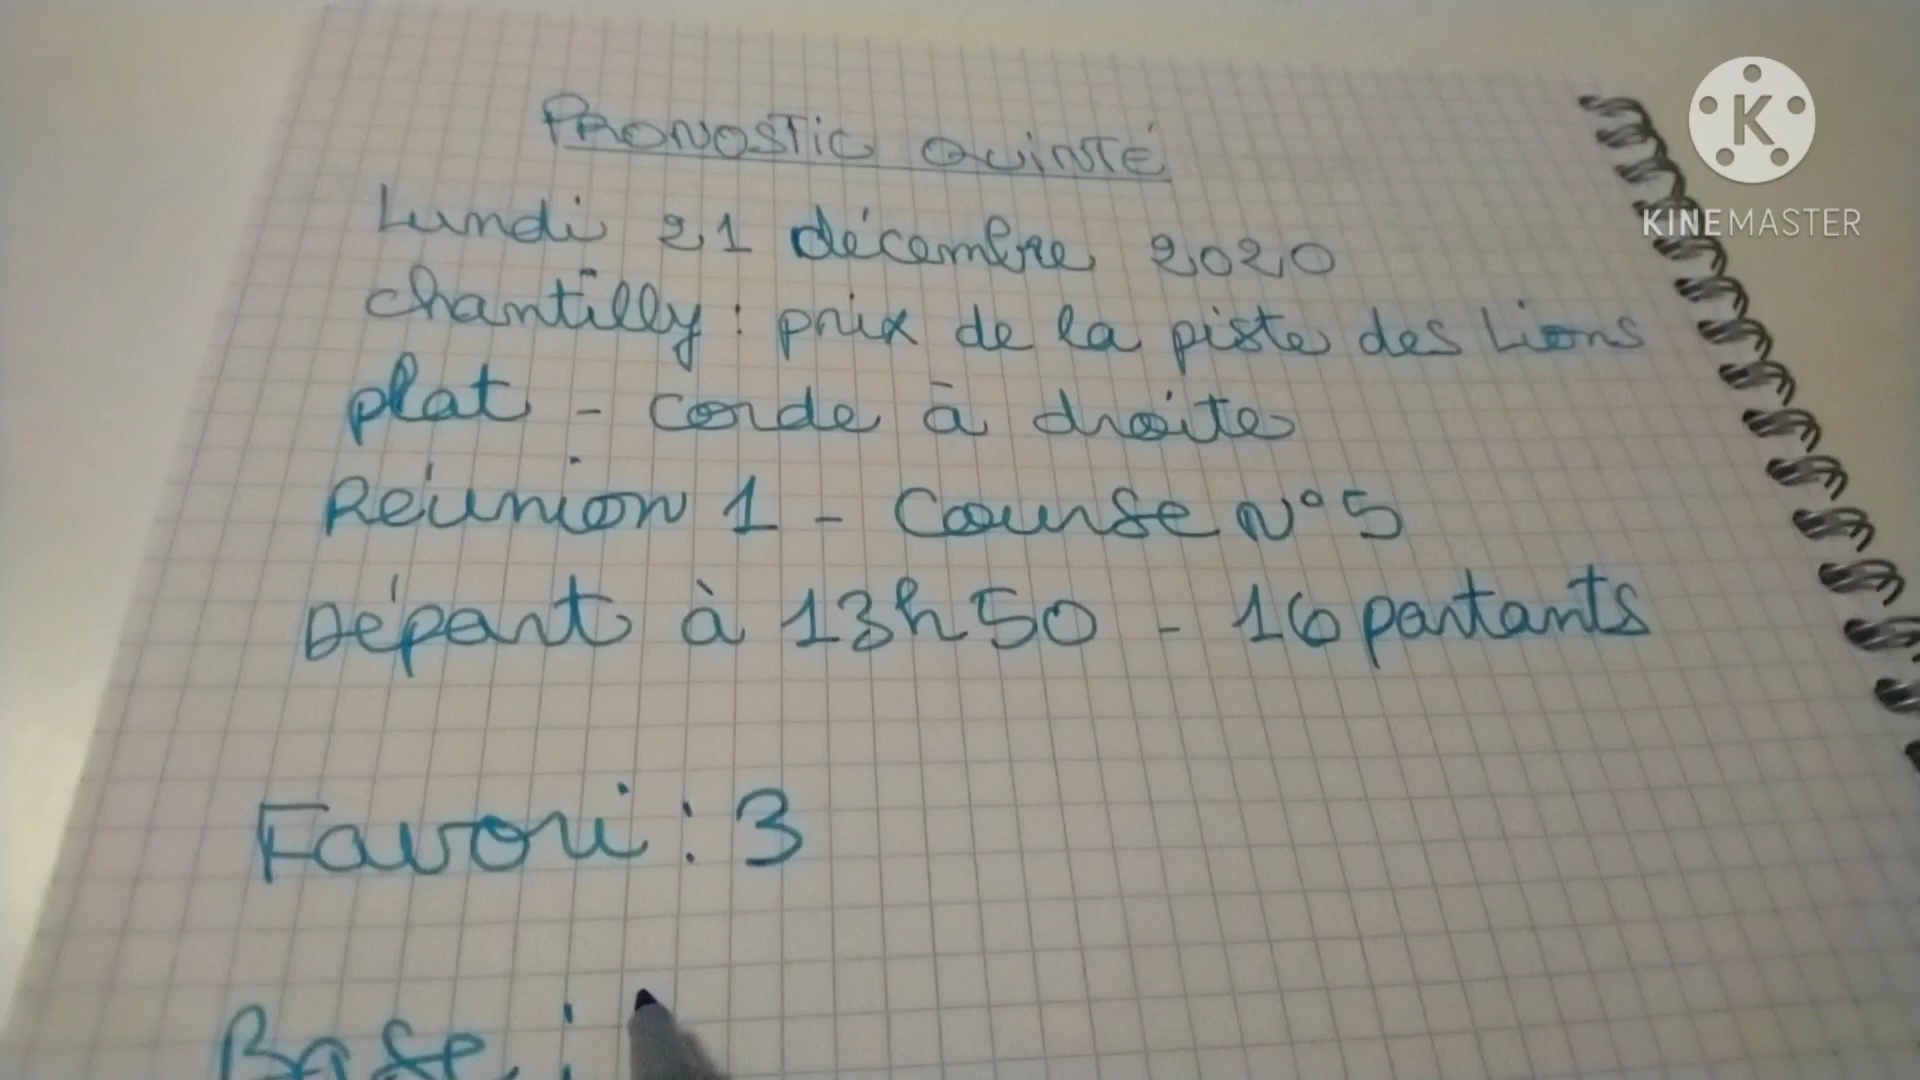 PRONOSTIC QUINTÉ
Lundi 21 décembre 2020
chantilly : prix de la piste des Lions
plat - corde à droite
Réunion 1 - Course N°5
Départ à 13h50 - 16 partants
Favori : 3
Base :
KINEMASTER